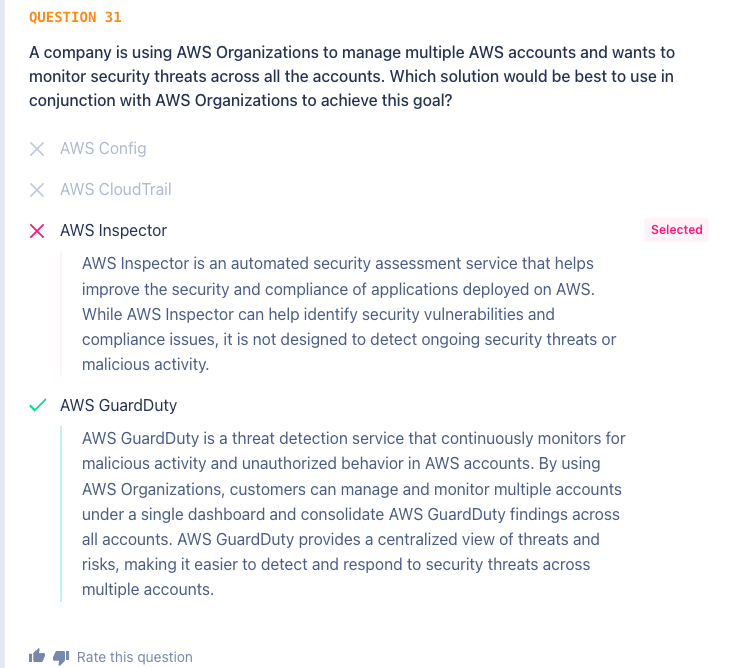 QUESTION 31
A company is using AWS Organizations to manage multiple AWS accounts and wants to
monitor security threats across all the accounts. Which solution would be best to use in
conjunction with AWS Organizations to achieve this goal?
AWS Config
AWS CloudTrail
AWS Inspector
Selected
AWS Inspector is an automated security assessment service that helps
improve the security and compliance of applications deployed on AWS.
While AWS Inspector can help identify security vulnerabilities and
compliance issues, it is not designed to detect ongoing security threats or
malicious activity.
AWS GuardDuty
AWS GuardDuty is a threat detection service that continuously monitors for
malicious activity and unauthorized behavior in AWS accounts. By using
AWS Organizations, customers can manage and monitor multiple accounts
under a single dashboard and consolidate AWS GuardDuty findings across
all accounts. AWS GuardDuty provides a centralized view of threats and
risks, making it easier to detect and respond to security threats across
multiple accounts.
Rate this question